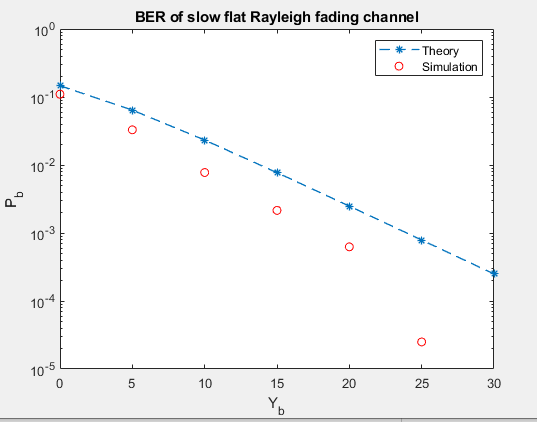 BER of slow flat Rayleigh fading channel
10^0
Theory
Simulation
10^-1
10^-2
10^-3
10^-4
10^-5
P_b
0 5 10 15 20 25 30
Y_b